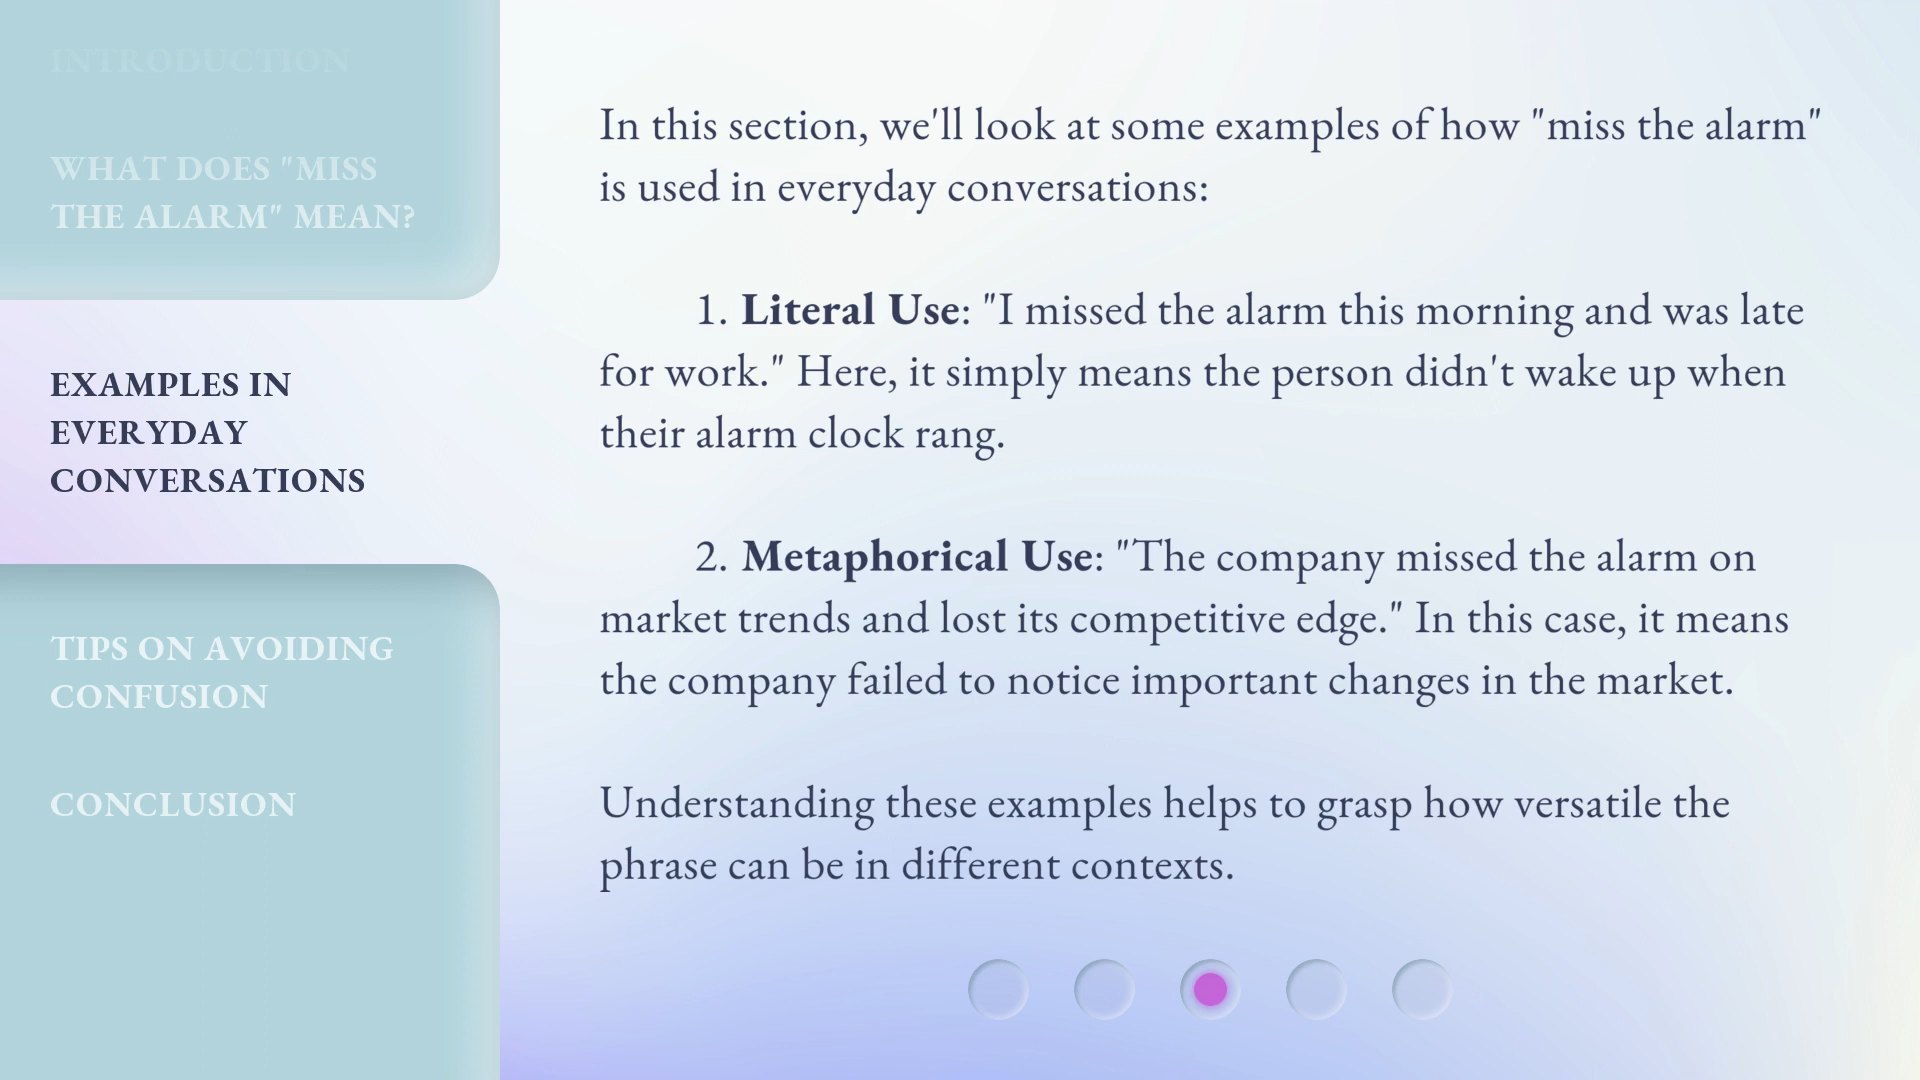 INTRODUCTION
WHAT DOES "MISS
THE ALARM" MEAN?
EXAMPLES IN
EVERYDAY
CONVERSATIONS
TIPS ON AVOIDING
CONFUSION
CONCLUSION
In this section, we'll look at some examples of how "miss the alarm"
is used in everyday conversations:
1. Literal Use: "I missed the alarm this morning and was late
for work." Here, it simply means the person didn't wake up when
their alarm clock rang.
2. Metaphorical Use: "The company missed the alarm on
market trends and lost its competitive edge." In this case, it means
the company failed to notice important changes in the market.
Understanding these examples helps to grasp how versatile the
phrase can be in different contexts.